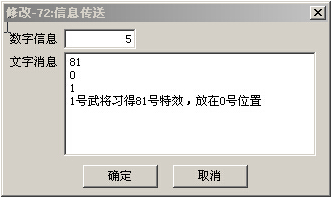 修改-72:信息传送
数字信息 5
文字消息 81
0
1
1号武将习得81号特效，放在0号位置
确定 取消